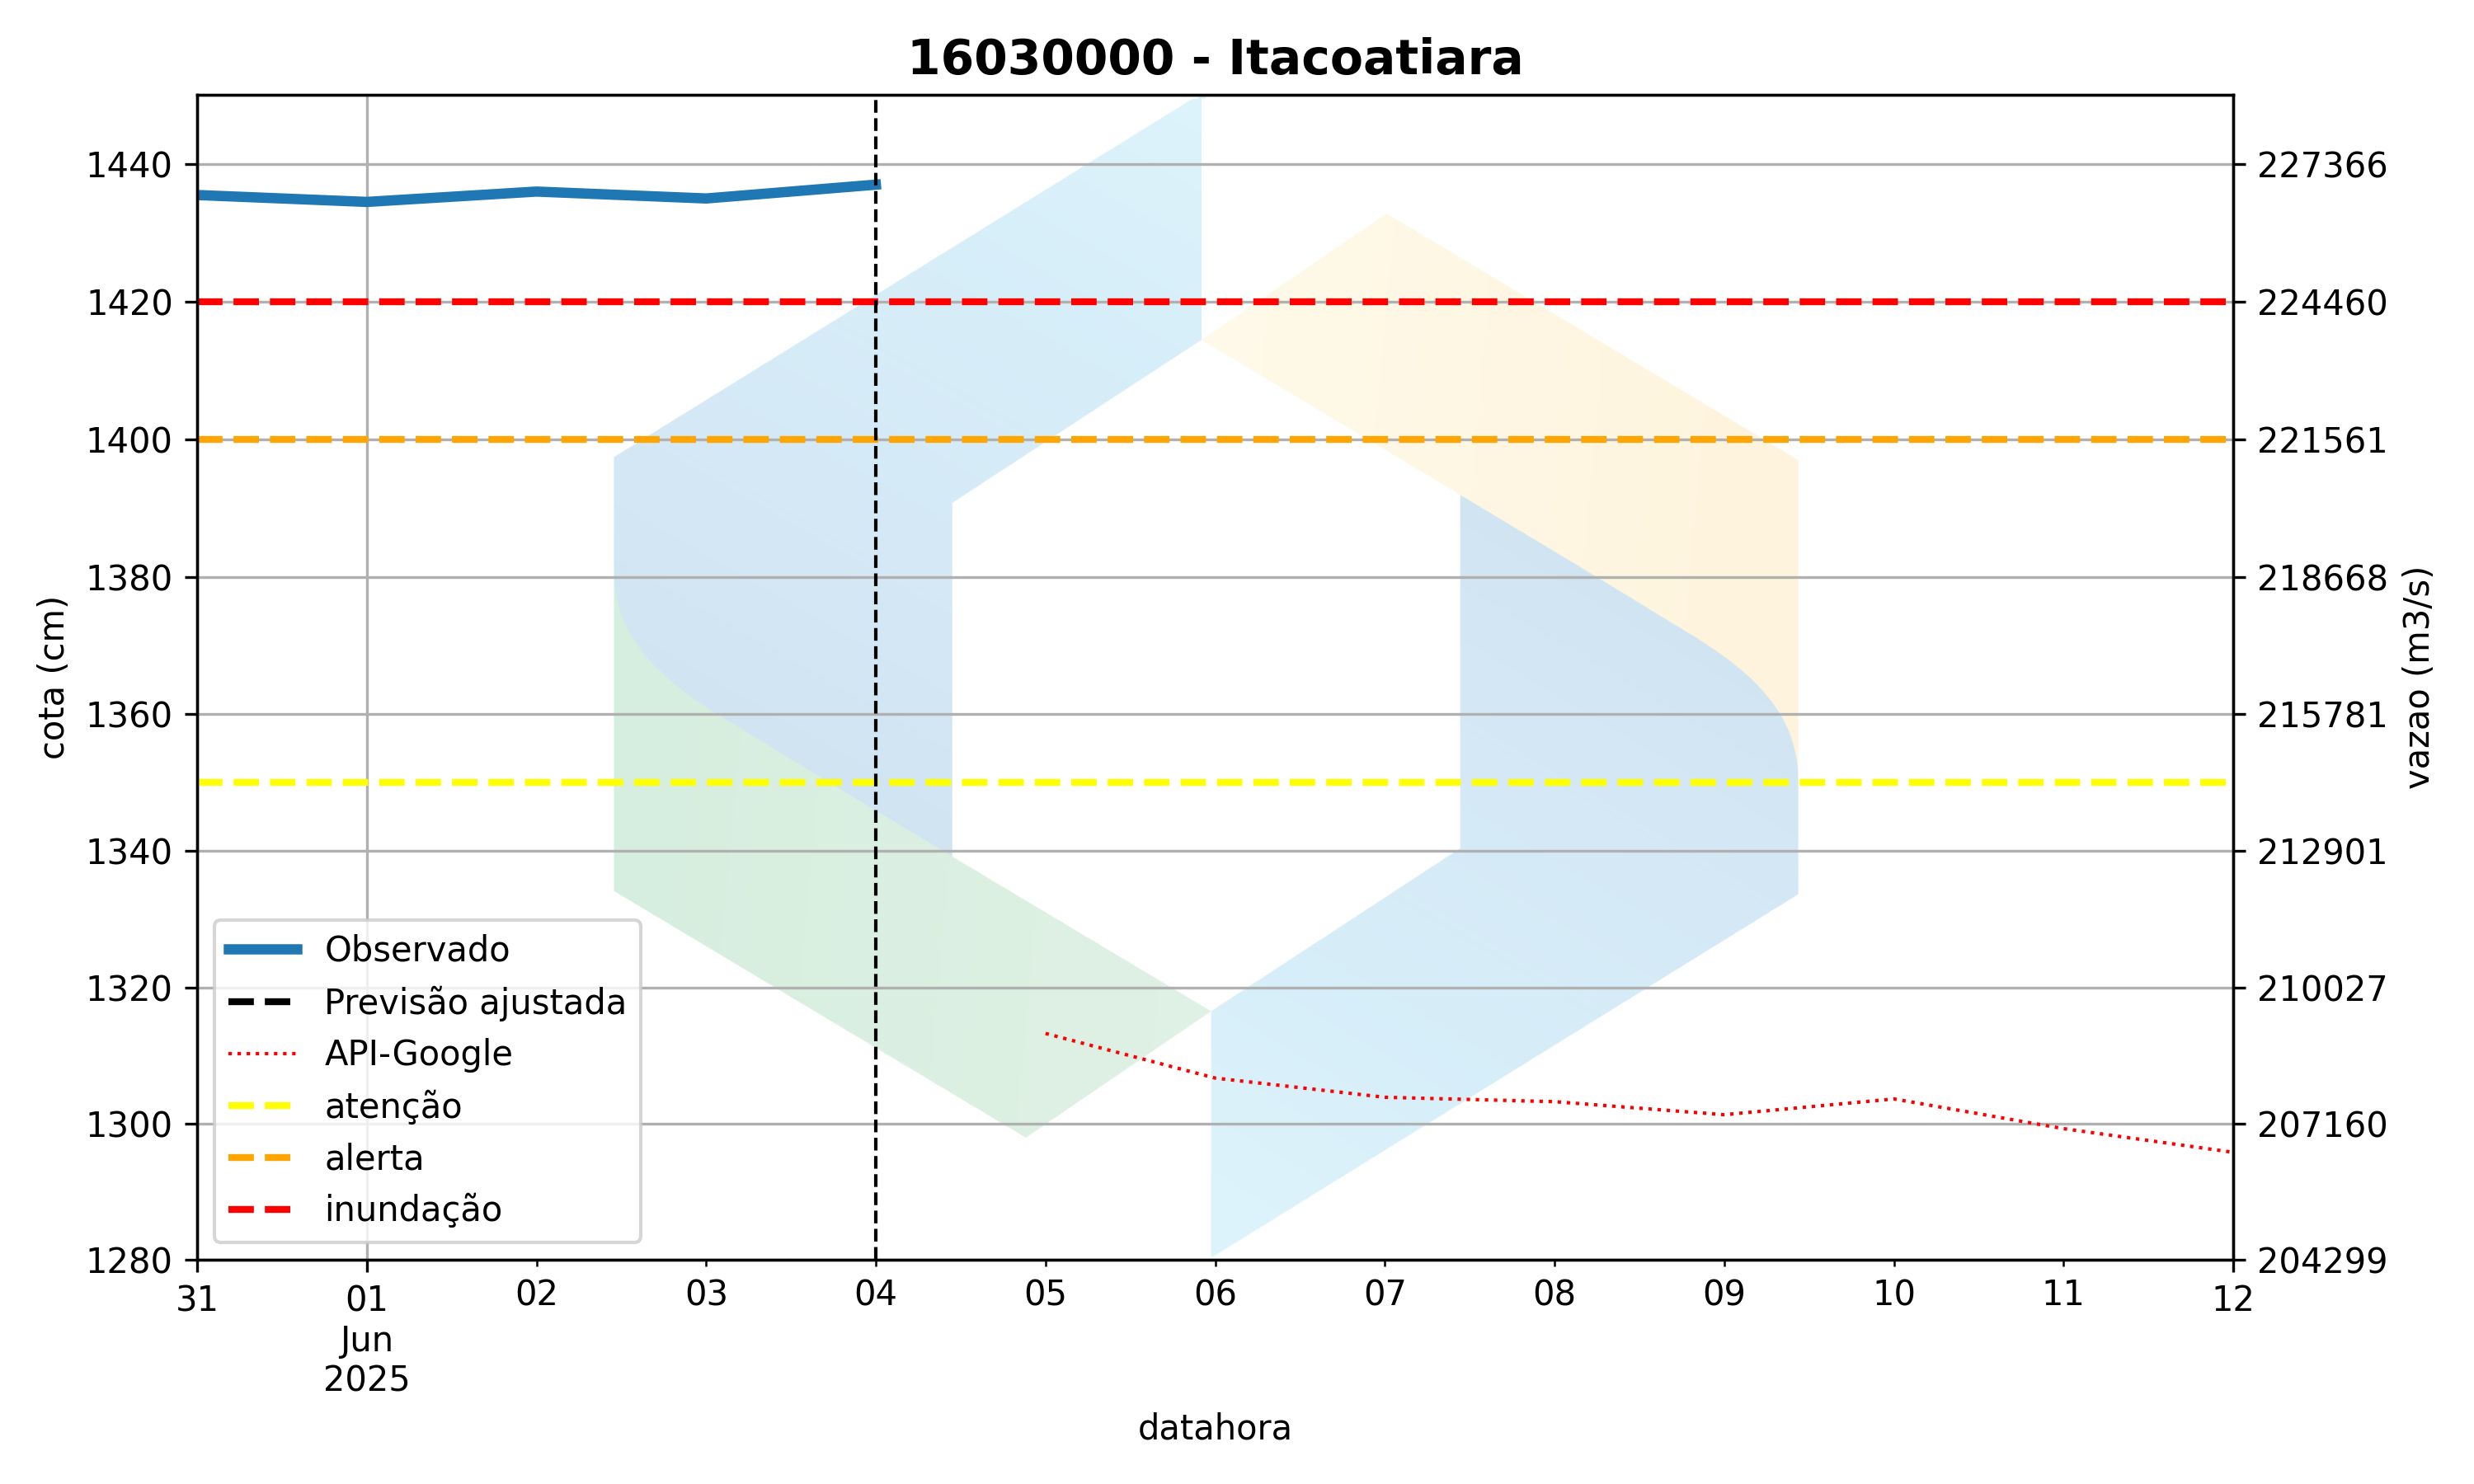 16030000 - Itacoatiara
cota (cm)
1440
1420
1400
1380
1360
1340
1320
1300
1280
227366
224460
221561
218668
215781
212901
210027
207160
204299
vazao (m3/s)
Observado
Previsão ajustada
API-Google
atenção
alerta
inundação
31 01 02 03 04 05 06 07 08 09 10 11 12
Jun
2025
datahora